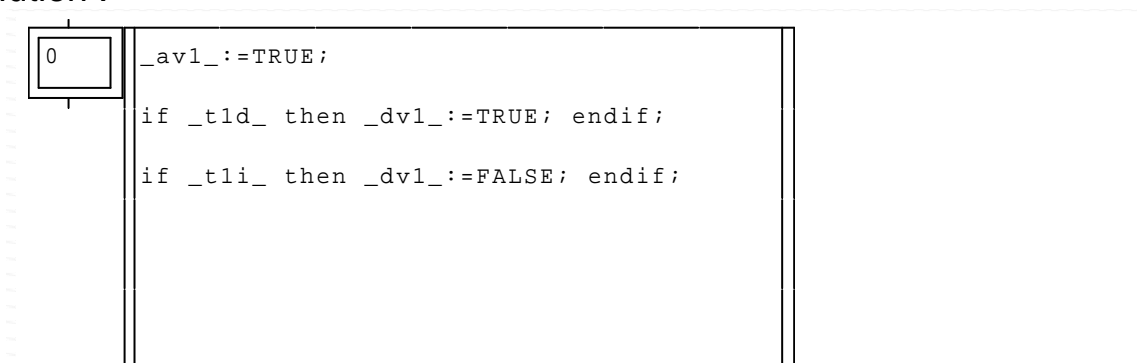 0
_av1_:=TRUE;
if _t1d_ then _dv1_:=TRUE; endif;
if _t1i_ then _dv1_:=FALSE; endif;